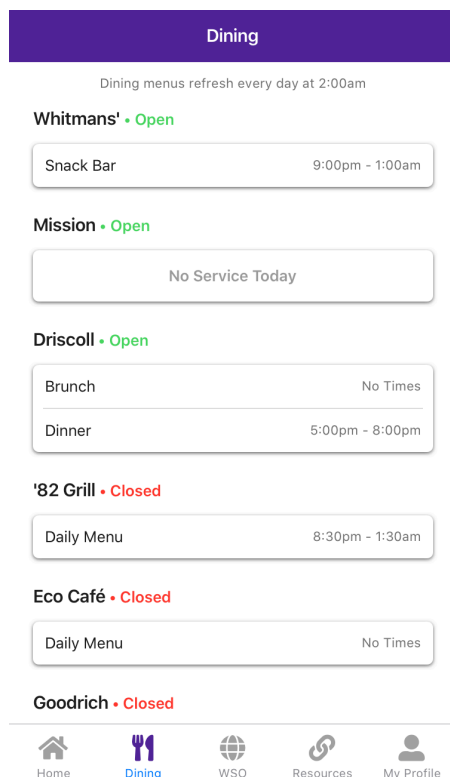 Dining
Dining menus refresh every day at 2:00am
Whitmans' • Open
Snack Bar 9:00pm - 1:00am
Mission • Open
No Service Today
Driscoll • Open
Brunch No Times
Dinner 5:00pm - 8:00pm
'82 Grill • Closed
Daily Menu 8:30pm - 1:30am
Eco Café • Closed
Daily Menu No Times
Goodrich • Closed
Home Dining WSO Resources My Profile